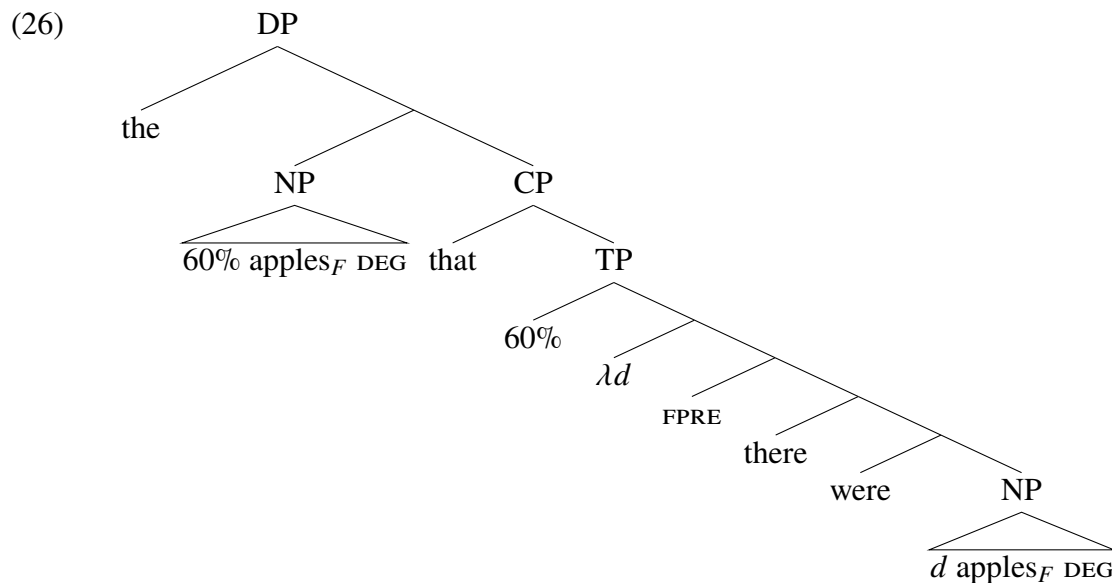 (26) DP
the
NP CP
60% apples_F DEG that TP
60%
λd
FPRE
there
were NP
d apples_F DEG